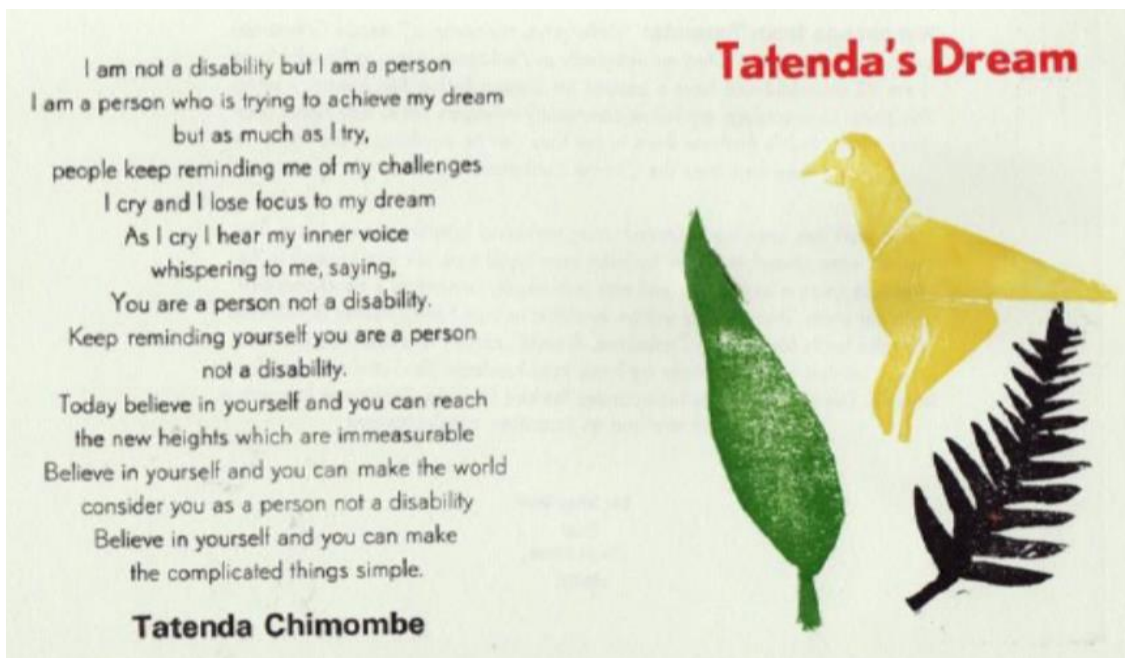 Tatenda's Dream
I am not a disability but I am a person
I am a person who is trying to achieve my dream
but as much as I try,
people keep reminding me of my challenges
I cry and I lose focus to my dream
As I cry I hear my inner voice
whispering to me, saying,
You are a person not a disability.
Keep reminding yourself you are a person
not a disability.
Today believe in yourself and you can reach
the new heights which are immeasurable
Believe in yourself and you can make the world
consider you as a person not a disability
Believe in yourself and you can make
the complicated things simple.
Tatenda Chimombe